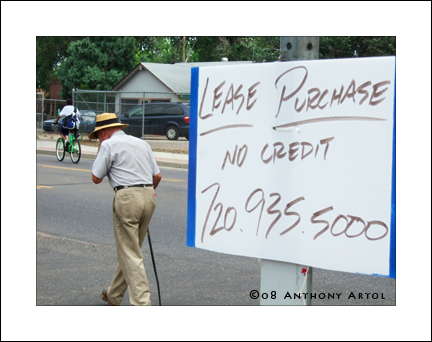 LEASE PURCHASE
NO CREDIT
720.935.5000
©08 ANTHONY ARTOL